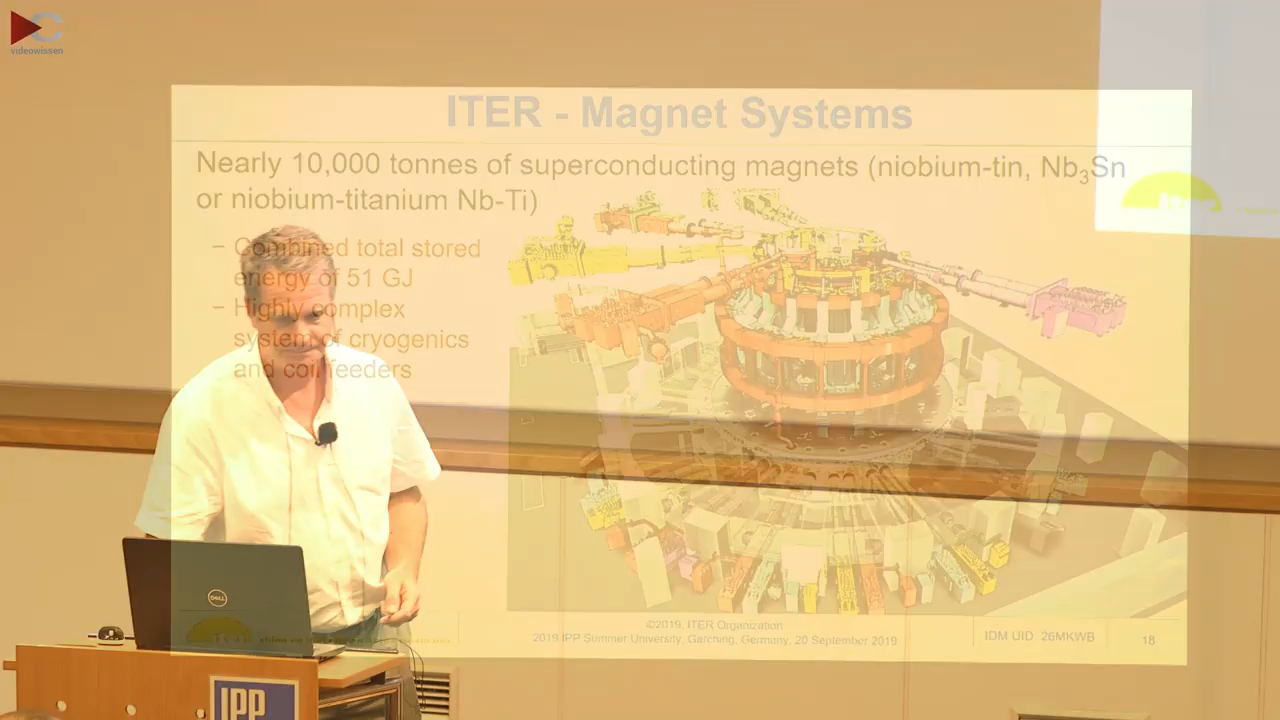 videowissen
ITER - Magnet Systems
Nearly 10,000 tonnes of superconducting magnets (niobium-tin, Nb₃Sn
or niobium-titanium Nb-Ti)
– Combined total stored
energy of 51 GJ
– Highly complex
system of cryogenics
and coil feeders
©2019, ITER Organization
2019 IPP Summer University, Garching, Germany, 20 September 2019
IDM UID 26MKWB
18
DELL
IPP